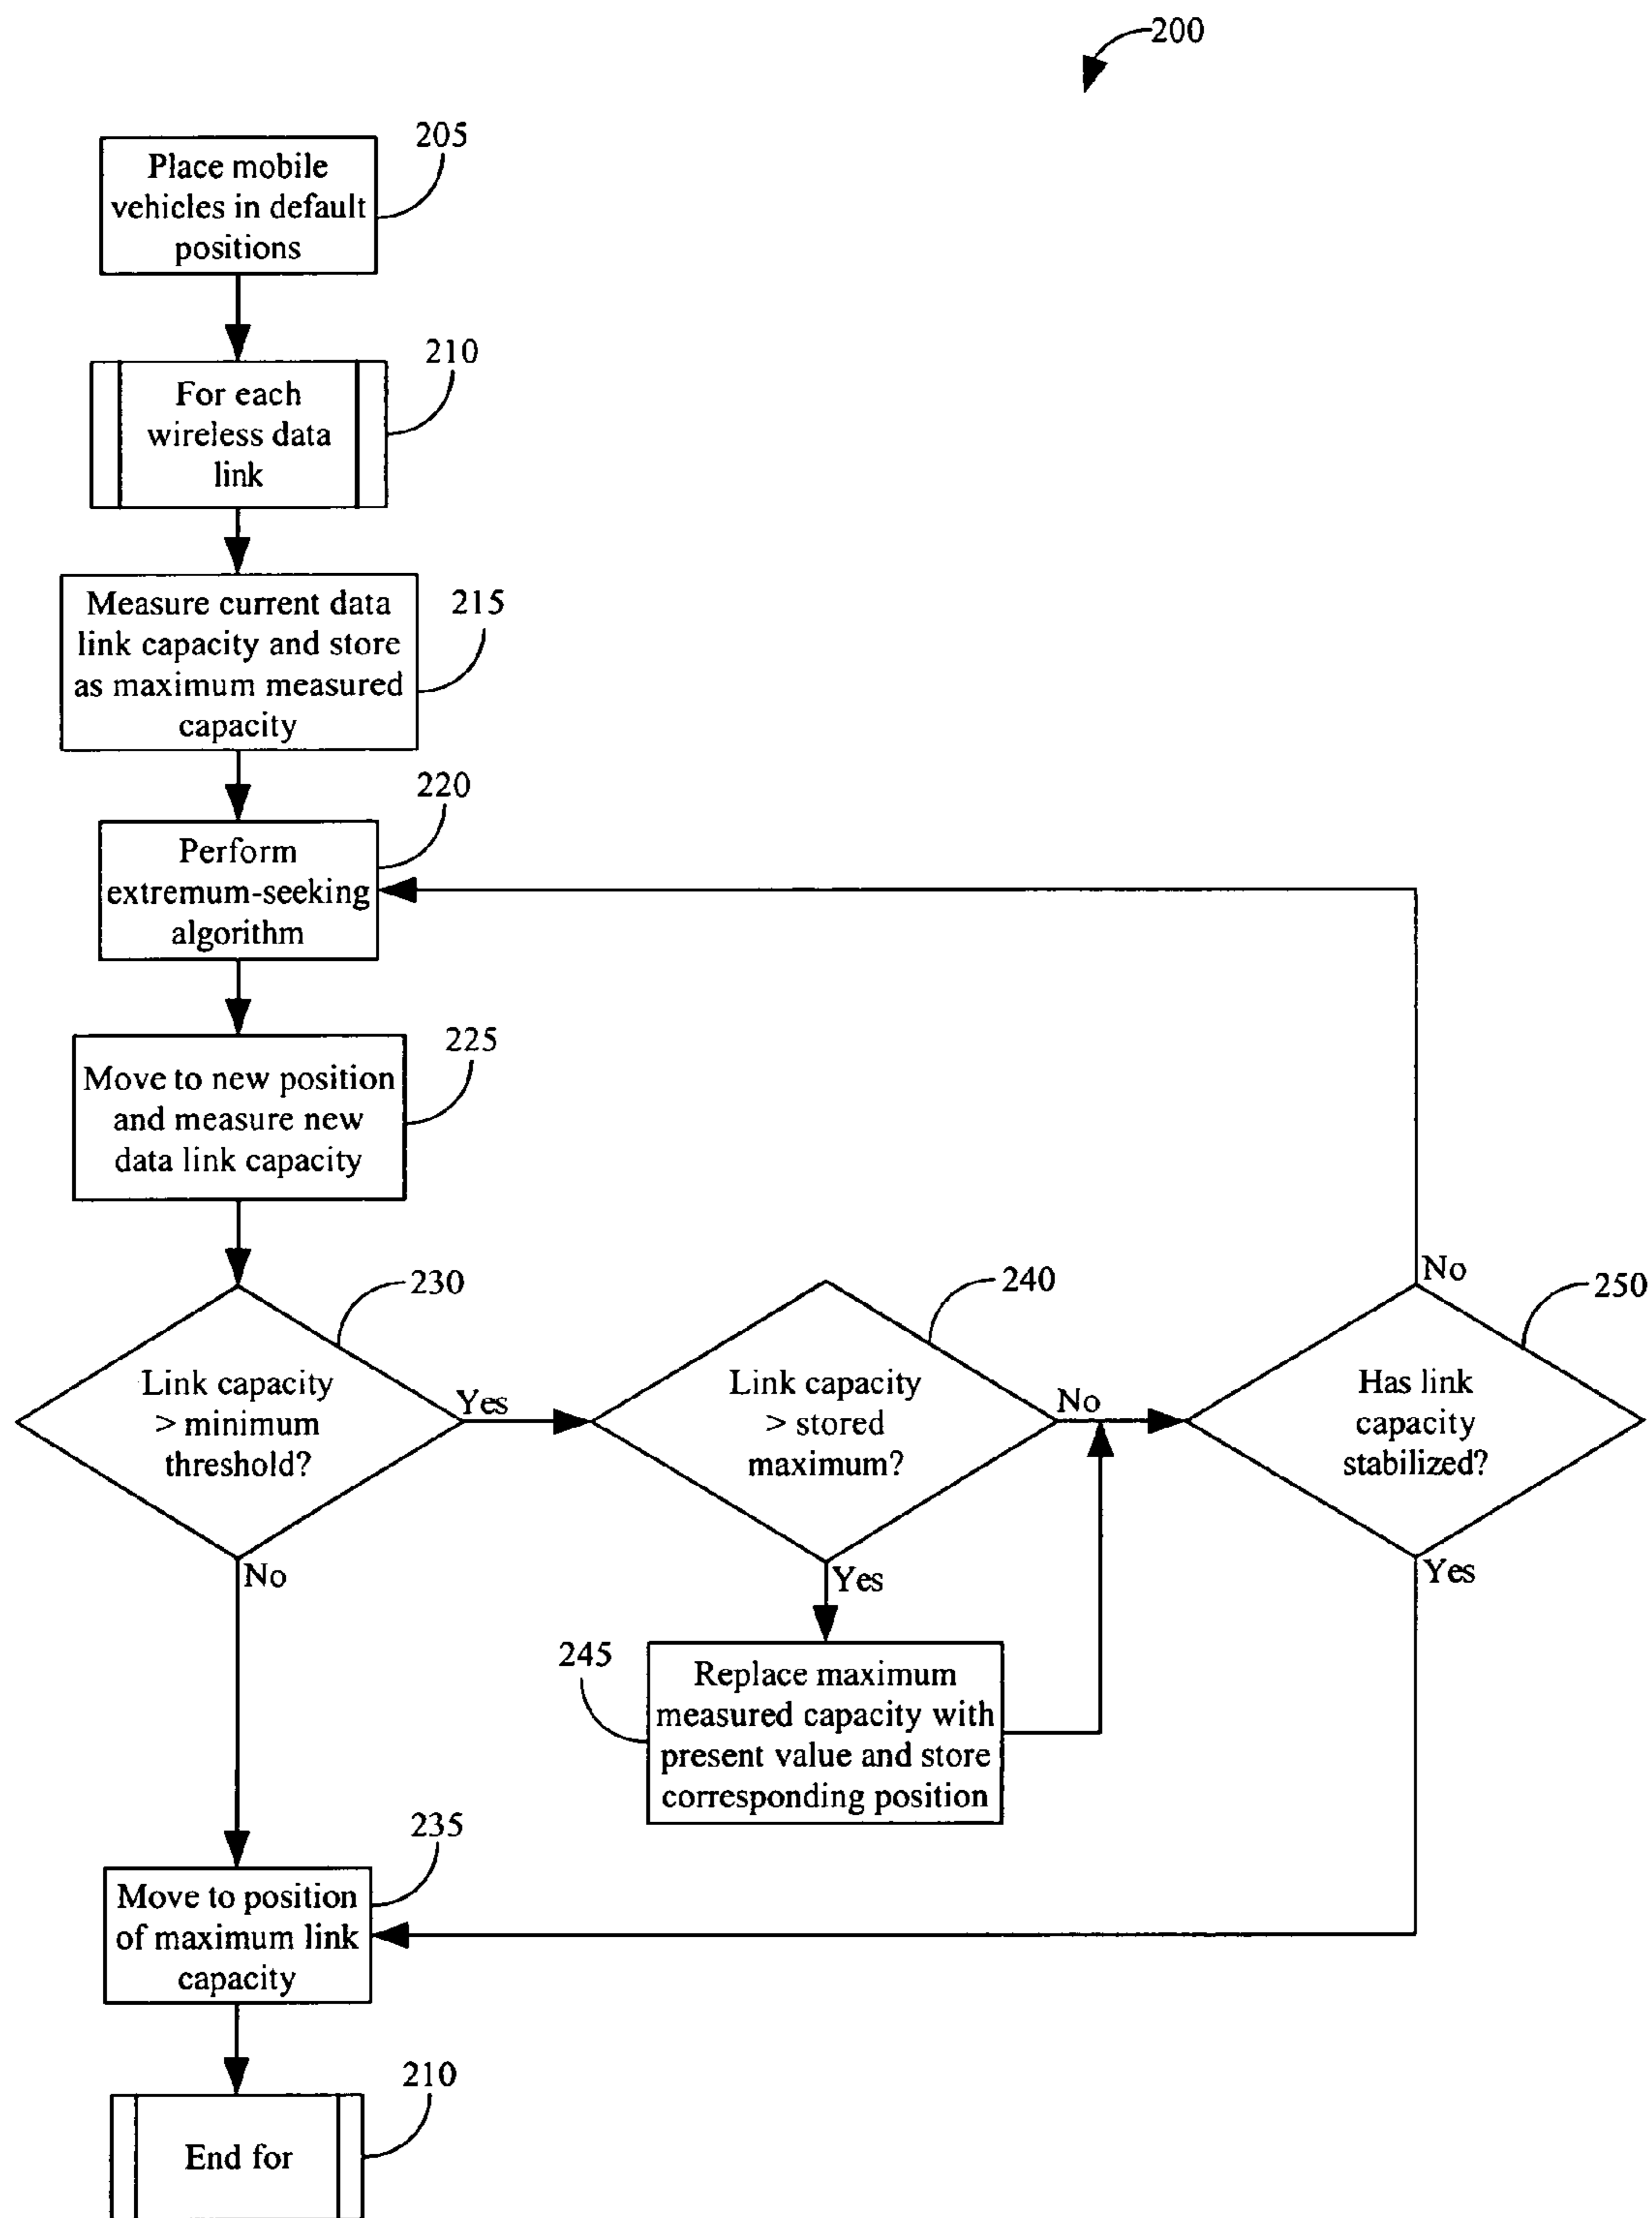 200
205
Place mobile
vehicles in default
positions
210
For each
wireless data
link
215
Measure current data
link capacity and store
as maximum measured
capacity
220
Perform
extremum-seeking
algorithm
225
Move to new position
and measure new
data link capacity
230
Link capacity
> minimum
threshold?
Yes
No
240
Link capacity
> stored
maximum?
No
Yes
250
Has link
capacity
stabilized?
No
Yes
245
Replace maximum
measured capacity with
present value and store
corresponding position
235
Move to position
of maximum link
capacity
210
End for